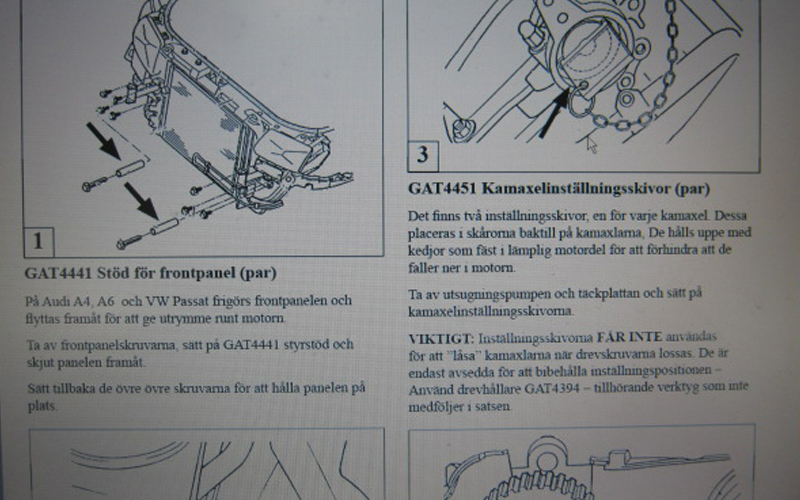 1
GAT4441 Stöd för frontpanel (par)
På Audi A4, A6 och VW Passat frigörs frontpanelen och
flyttas framåt för att ge utrymme runt motorn.
Ta av frontpanelskruvarna, sätt på GAT4441 styrstöd och
skjut panelen framåt.
Sätt tillbaka de övre övre skruvarna för att hålla panelen på
plats.
3
GAT4451 Kamaxelinställningsskivor (par)
Det finns två inställningsskivor, en för varje kamaxel. Dessa
placeras i skårorna baktill på kamaxlarna, De hålls uppe med
kedjor som fäst i lämplig motordel för att förhindra att de
faller ner i motorn.
Ta av utsugningspumpen och täckplattan och sätt på
kamaxelinställningsskivorna.
VIKTIGT: Inställningsskivorna FÅR INTE användas
för att ”låsa” kamaxlarna när drevskruvarna lossas. De är
endast avsedda för att bibehålla inställningspositionen –
Använd drevhållare GAT4394 – tillhörande verktyg som inte
medföljer i satsen.